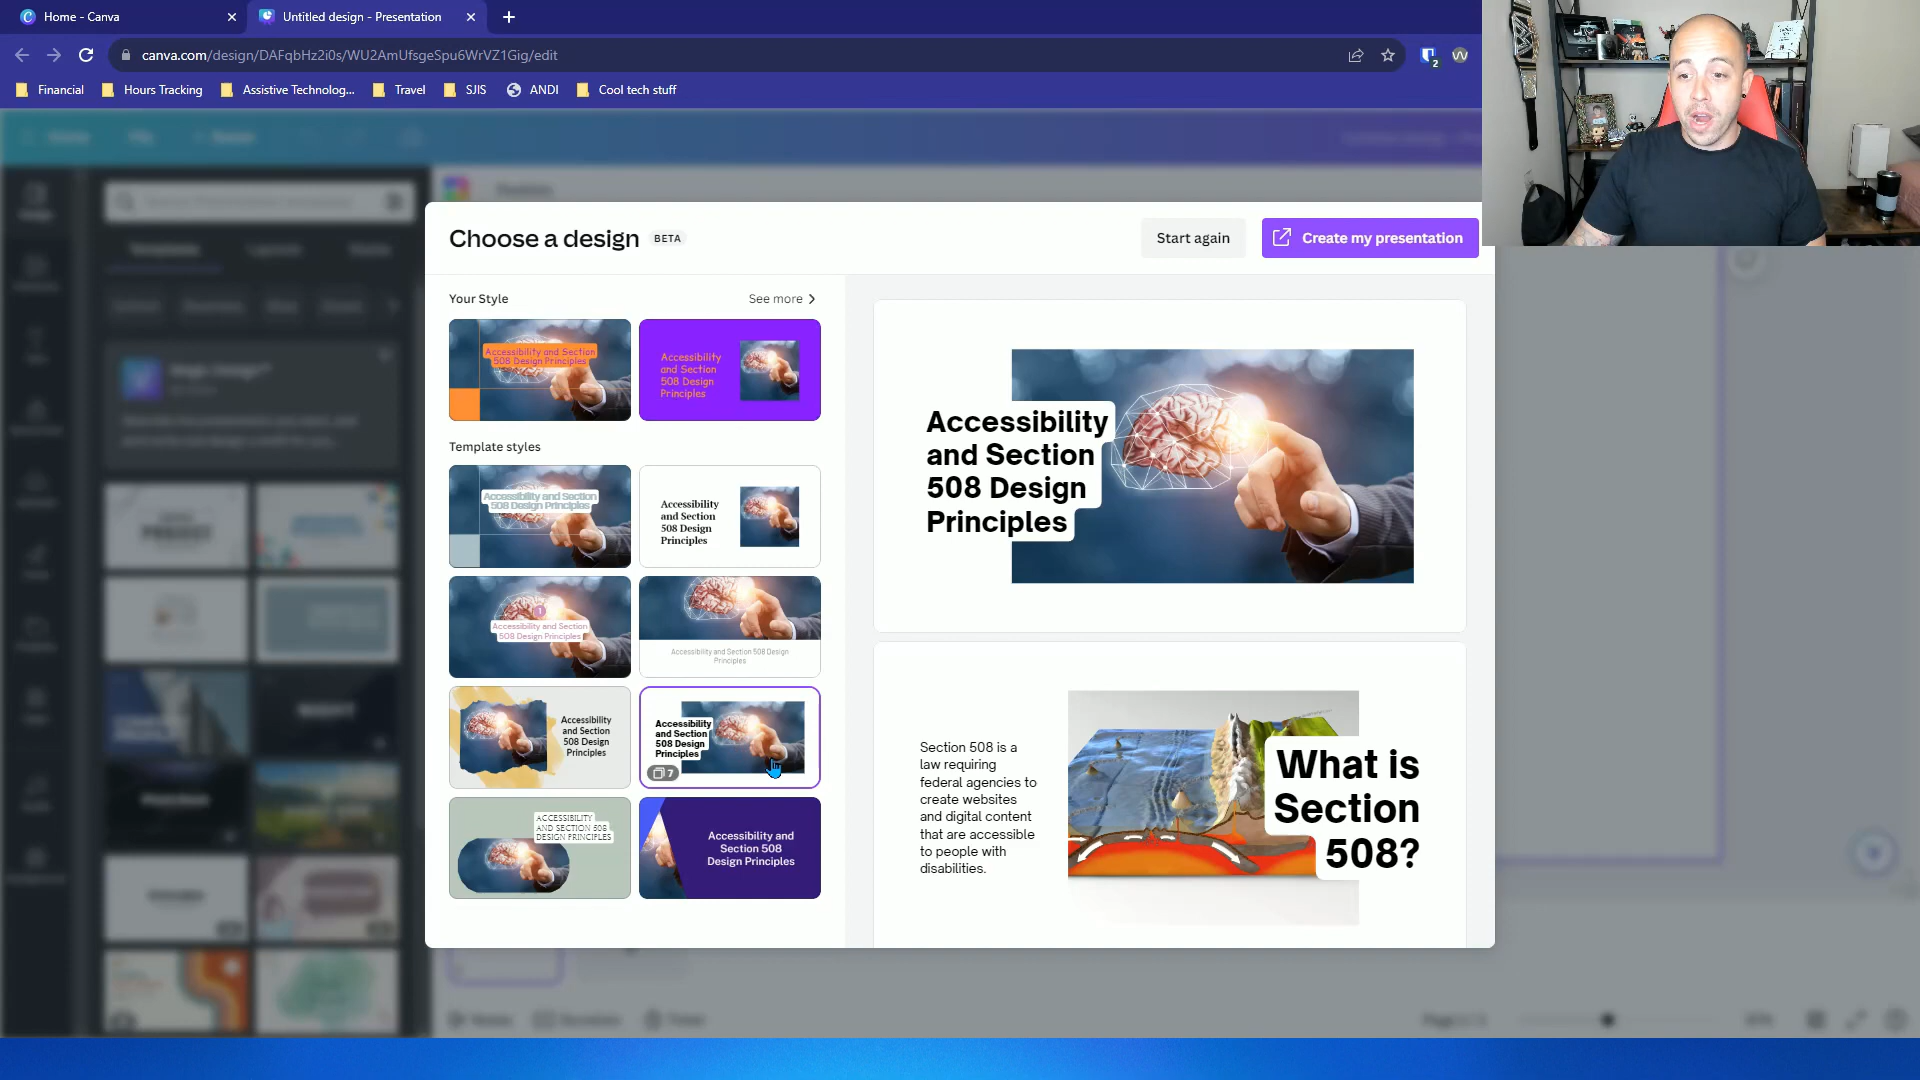 Home - Canva
Untitled design - Presentation
canva.com/design/DAFqbHz2i0s/WU2AmUfsgeSpu6WrVZ1Gig/edit
2
Financial
Hours Tracking
Assistive Technolog...
Travel
SJIS
ANDI
Cool tech stuff
Choose a design
BETA
Start again
Create my presentation
Your Style
See more
Accessibility and Section
508 Design Principles
Accessibility
and Section
508 Design
Principles
Template styles
Accessibility and Section
508 Design Principles
Accessibility
and Section
508 Design
Principles
1
Accessibility and Section
508 Design Principles
Accessibility and Section 508 Design
Principles
Accessibility
and Section
508 Design
Principles
Accessibility
and Section
508 Design
Principles
7
ACCESSIBILITY
AND SECTION 508
DESIGN PRINCIPLES
Accessibility and
Section 508
Design Principles
Accessibility
and Section
508 Design
Principles
Section 508 is a
law requiring
federal agencies to
create websites
and digital content
that are accessible
to people with
disabilities.
What is
Section
508?